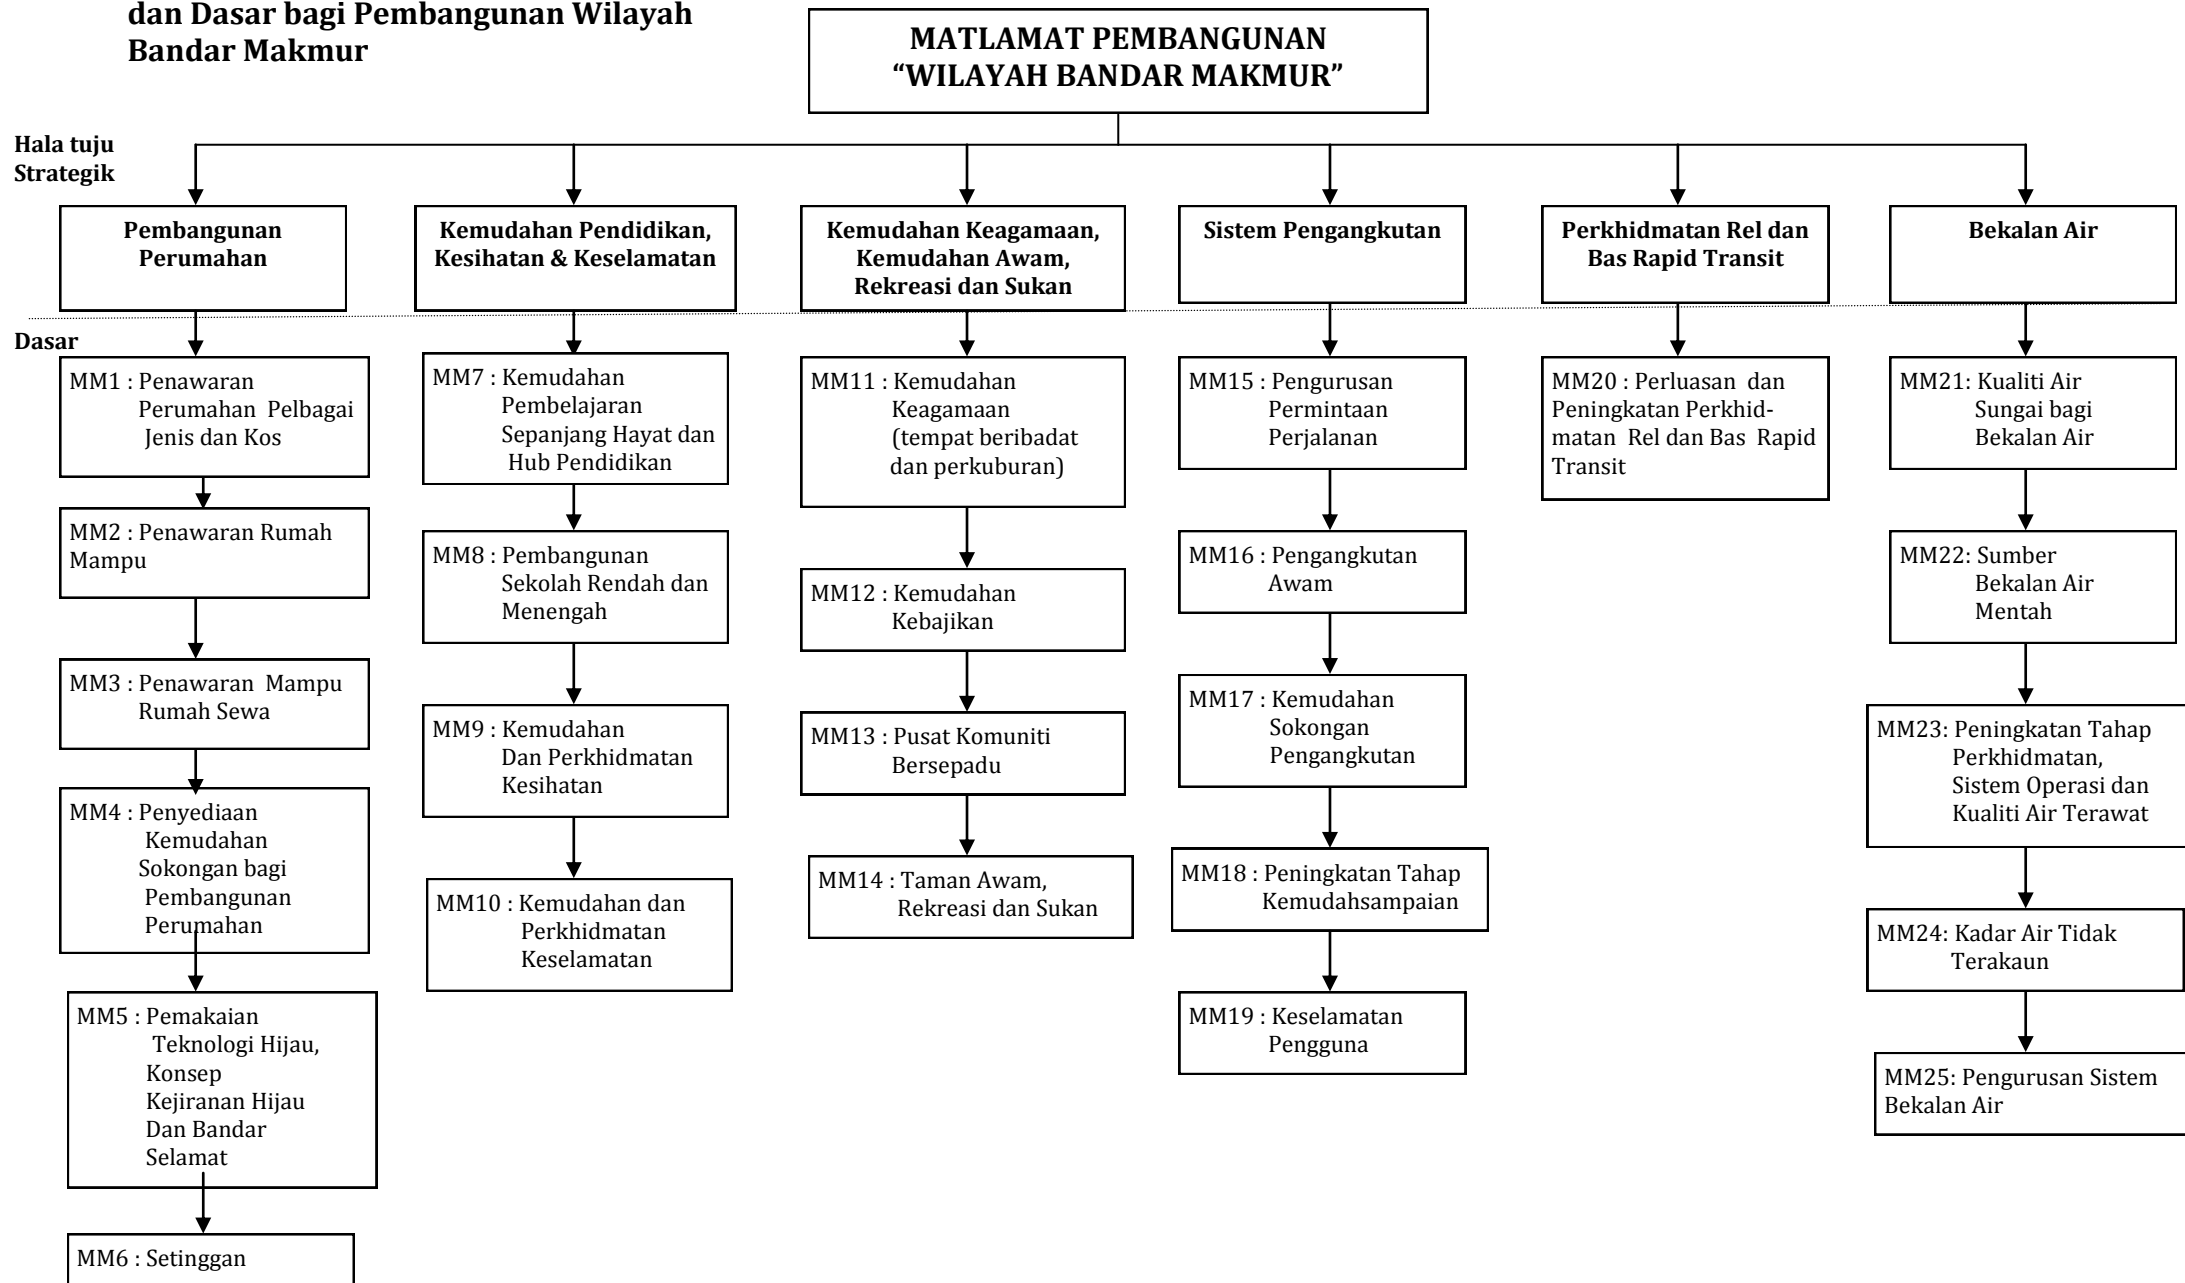 dan Dasar bagi Pembangunan Wilayah
Bandar Makmur
MATLAMAT PEMBANGUNAN
“WILAYAH BANDAR MAKMUR”
Hala tuju
Strategik
Pembangunan
Perumahan
Kemudahan Pendidikan,
Kesihatan & Keselamatan
Kemudahan Keagamaan,
Kemudahan Awam,
Rekreasi dan Sukan
Sistem Pengangkutan
Perkhidmatan Rel dan
Bas Rapid Transit
Bekalan Air
Dasar
MM1 : Penawaran
Perumahan Pelbagai
Jenis dan Kos
MM2 : Penawaran Rumah
Mampu
MM3 : Penawaran Mampu
Rumah Sewa
MM4 : Penyediaan
Kemudahan
Sokongan bagi
Pembangunan
Perumahan
MM5 : Pemakaian
Teknologi Hijau,
Konsep
Kejiranan Hijau
Dan Bandar
Selamat
MM6 : Setinggan
MM7 : Kemudahan
Pembelajaran
Sepanjang Hayat dan
Hub Pendidikan
MM8 : Pembangunan
Sekolah Rendah dan
Menengah
MM9 : Kemudahan
Dan Perkhidmatan
Kesihatan
MM10 : Kemudahan dan
Perkhidmatan
Keselamatan
MM11 : Kemudahan
Keagamaan
(tempat beribadat
dan perkuburan)
MM12 : Kemudahan
Kebajikan
MM13 : Pusat Komuniti
Bersepadu
MM14 : Taman Awam,
Rekreasi dan Sukan
MM15 : Pengurusan
Permintaan
Perjalanan
MM16 : Pengangkutan
Awam
MM17 : Kemudahan
Sokongan
Pengangkutan
MM18 : Peningkatan Tahap
Kemudahsampaian
MM19 : Keselamatan
Pengguna
MM20 : Perluasan dan
Peningkatan Perkhid-
matan Rel dan Bas Rapid
Transit
MM21: Kualiti Air
Sungai bagi
Bekalan Air
MM22: Sumber
Bekalan Air
Mentah
MM23: Peningkatan Tahap
Perkhidmatan,
Sistem Operasi dan
Kualiti Air Terawat
MM24: Kadar Air Tidak
Terakaun
MM25: Pengurusan Sistem
Bekalan Air